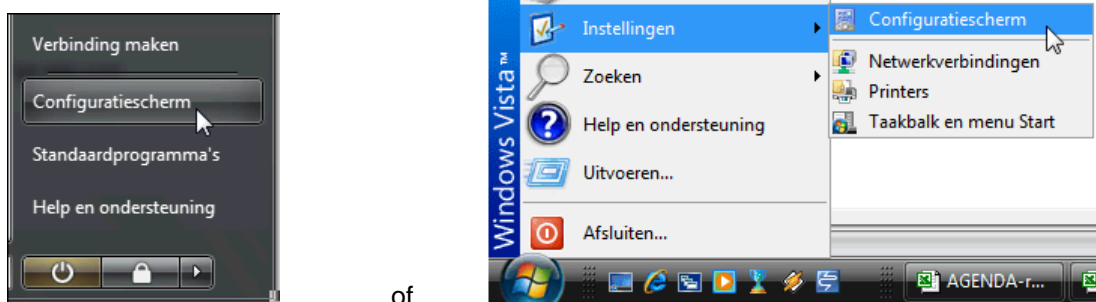 Verbinding maken
Configuratiescherm
Standaardprogramma's
Help en ondersteuning
of
Windows Vista™
Instellingen
Zoeken
Help en ondersteuning
Uitvoeren...
Afsluiten...
Configuratiescherm
Netwerkverbindingen
Printers
Taakbalk en menu Start
AGENDA-r...